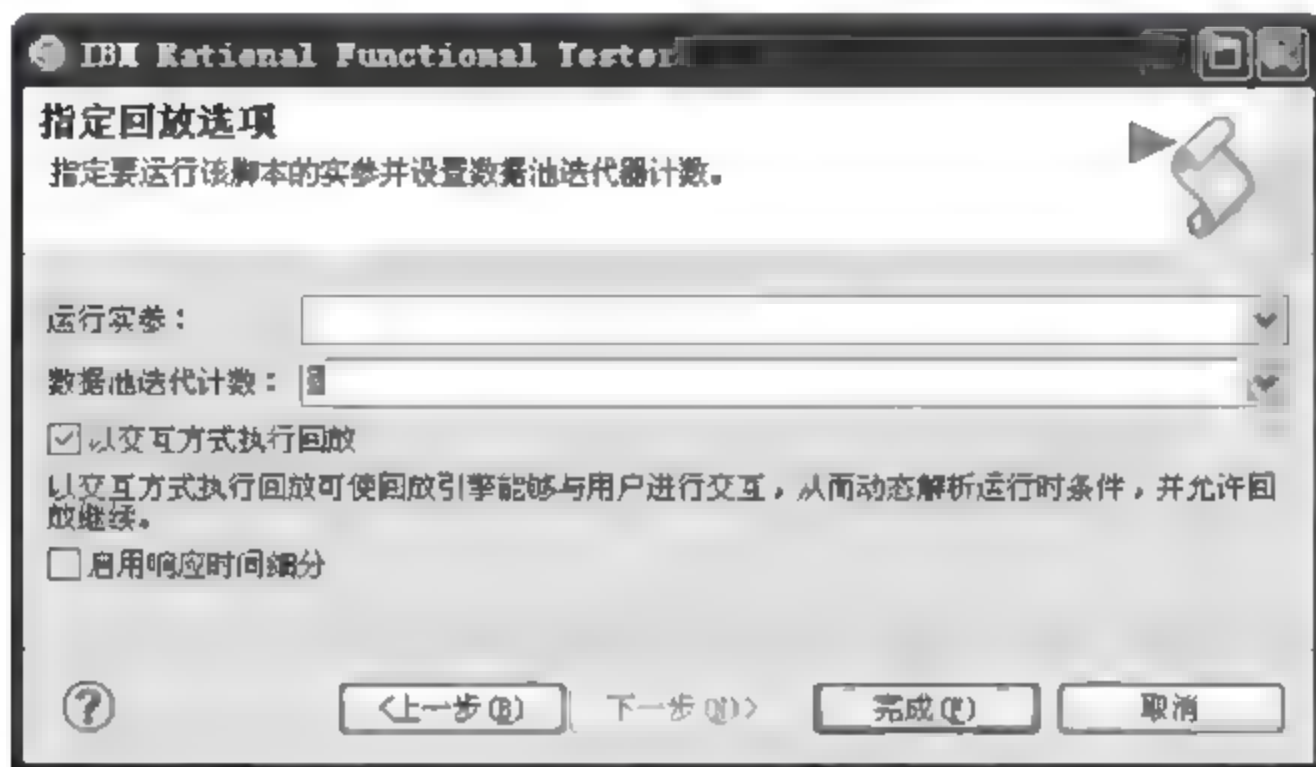 IBM Rational Functional Tester
指定回放选项
指定要运行该脚本的实参并设置数据池迭代器计数。
运行实参：
数据池迭代计数：
以交互方式执行回放
以交互方式执行回放可使回放引擎能够与用户进行交互，从而动态解析运行时条件，并允许回
放继续。
启用响应时间细分
?
<上一步(B)
下一步(N)>
完成(F)
取消